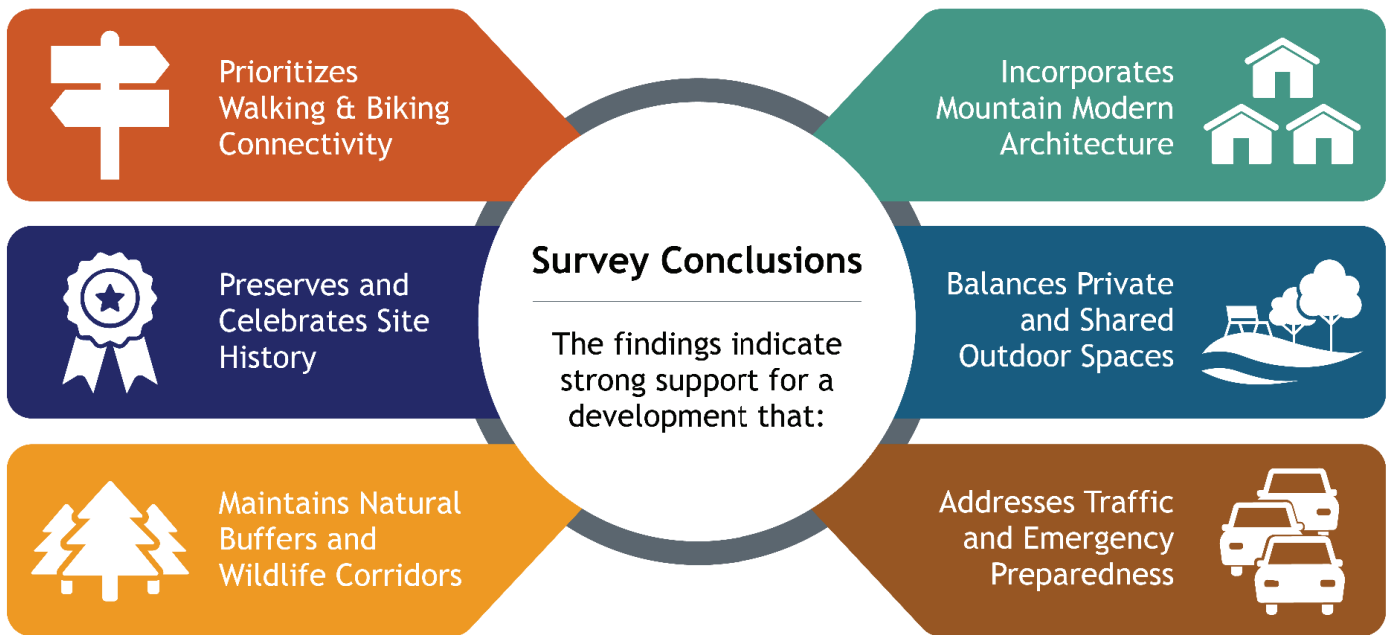 Survey Conclusions
The findings indicate
strong support for a
development that:
Prioritizes
Walking & Biking
Connectivity
Preserves and
Celebrates Site
History
Maintains Natural
Buffers and
Wildlife Corridors
Incorporates
Mountain Modern
Architecture
Balances Private
and Shared
Outdoor Spaces
Addresses Traffic
and Emergency
Preparedness